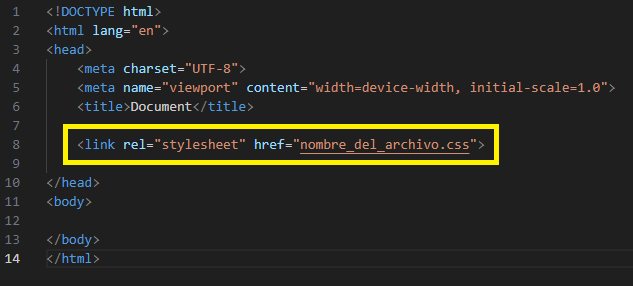 1 <!DOCTYPE html>
2 <html lang="en">
3 <head>
4 <meta charset="UTF-8">
5 <meta name="viewport" content="width=device-width, initial-scale=1.0">
6 <title>Document</title>
7
8 <link rel="stylesheet" href="nombre_del_archivo.css">
9
10 </head>
11 <body>
12
13 </body>
14 </html>